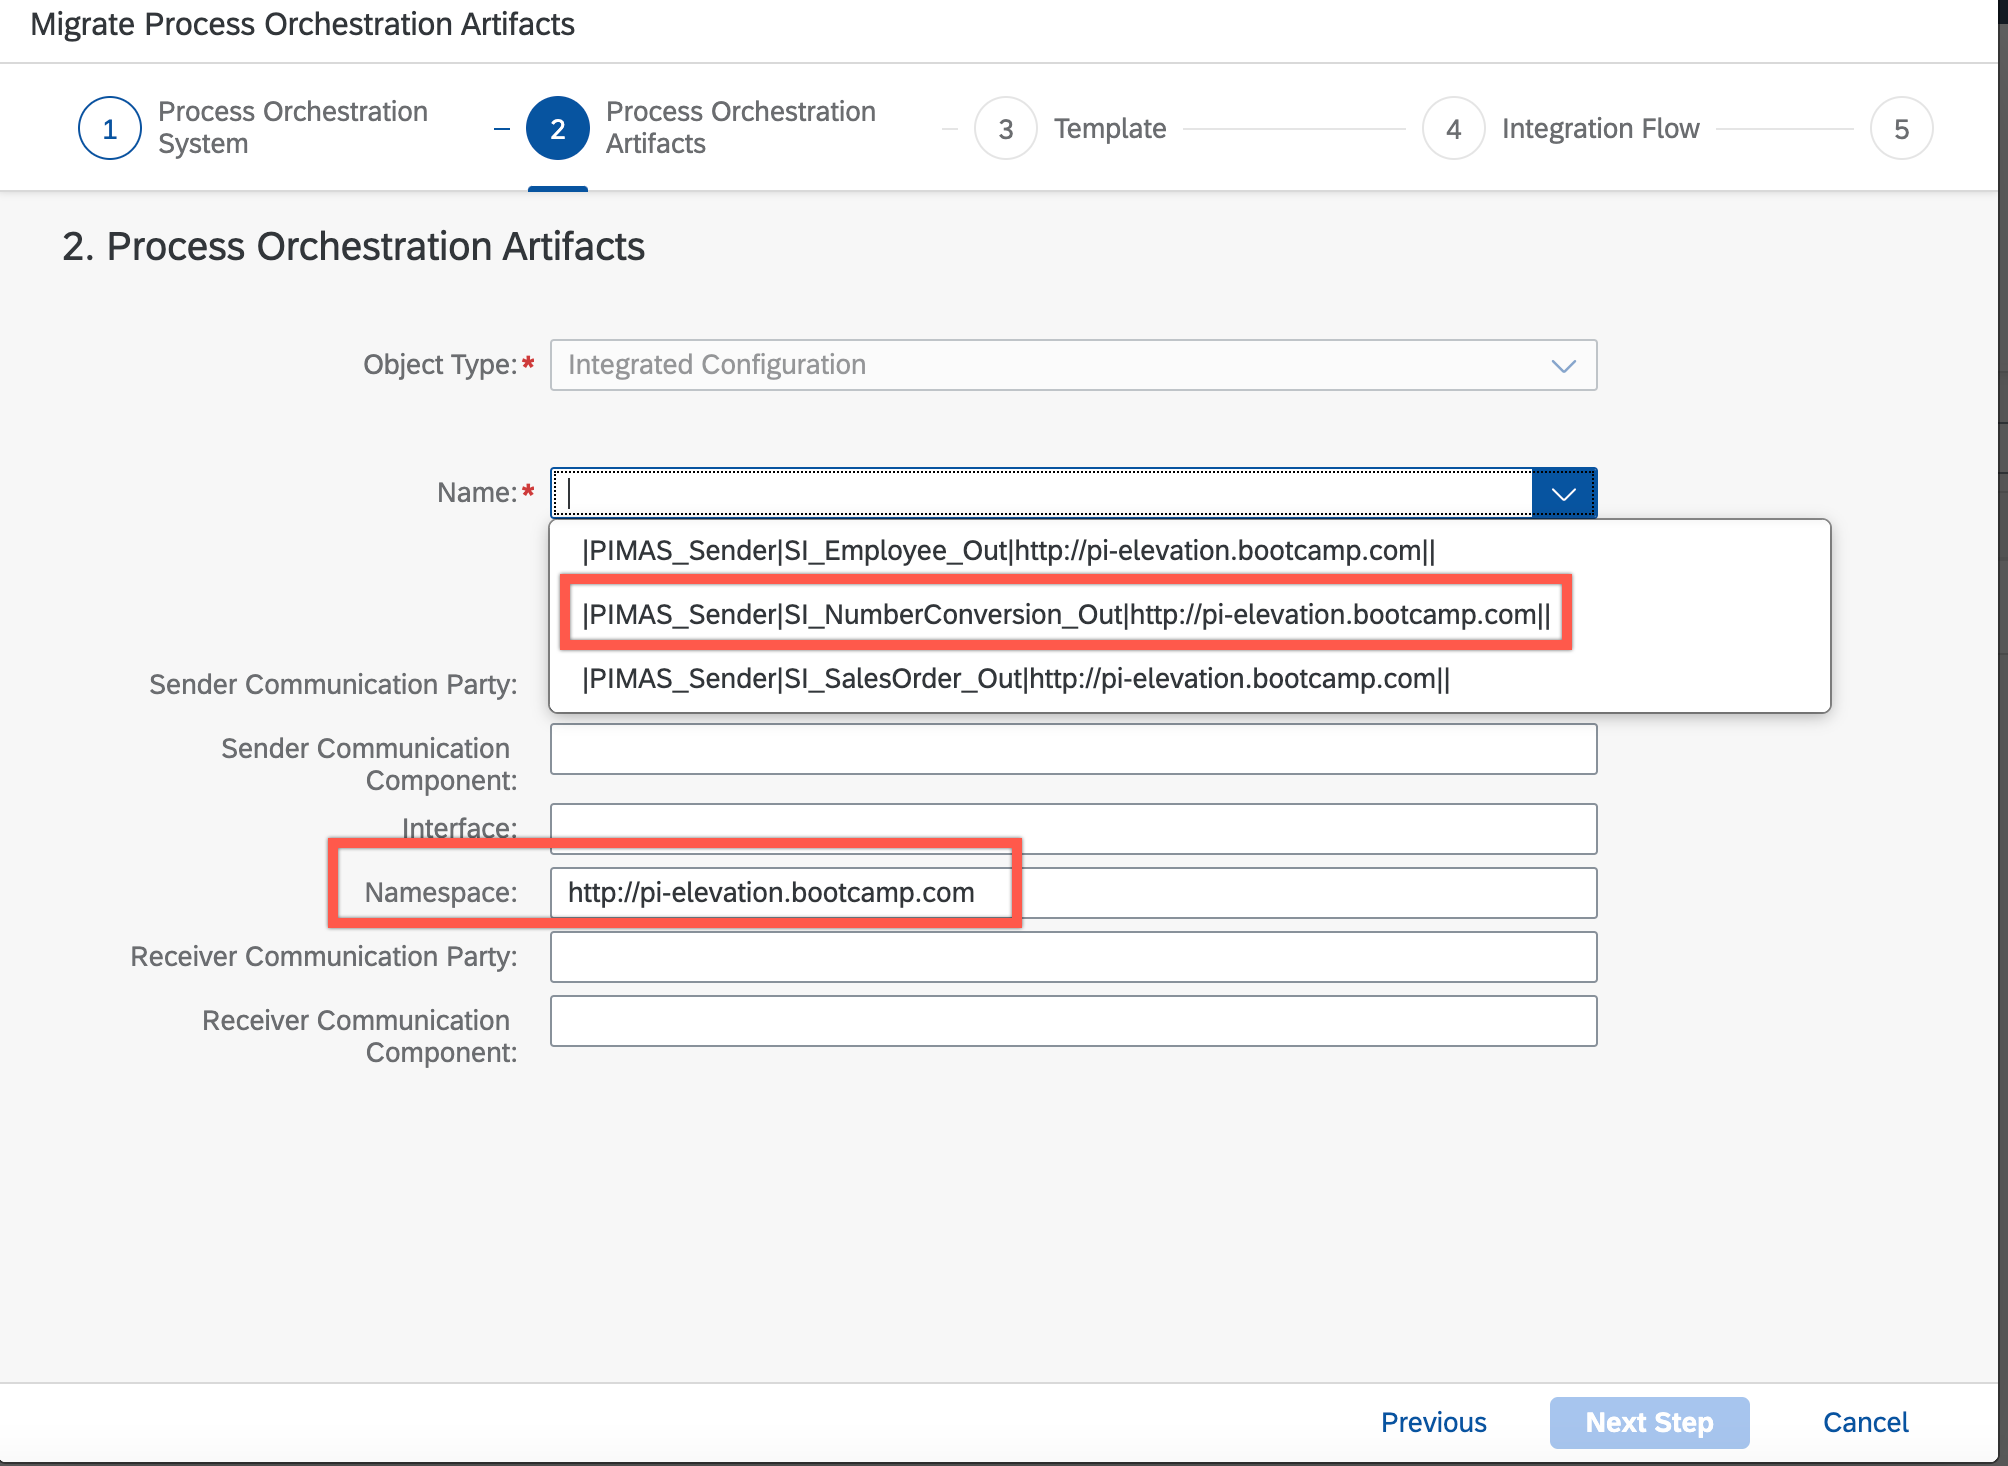 Migrate Process Orchestration Artifacts
1
Process Orchestration
System
2
Process Orchestration
Artifacts
3
Template
4
Integration Flow
5
2. Process Orchestration Artifacts
Object Type:*
Integrated Configuration
Name:*
|PIMAS_Sender|SI_Employee_Out|http://pi-elevation.bootcamp.com||
|PIMAS_Sender|SI_NumberConversion_Out|http://pi-elevation.bootcamp.com||
|PIMAS_Sender|SI_SalesOrder_Out|http://pi-elevation.bootcamp.com||
Sender Communication Party:
Sender Communication
Component:
Interface:
Namespace:
http://pi-elevation.bootcamp.com
Receiver Communication Party:
Receiver Communication
Component:
Previous
Next Step
Cancel